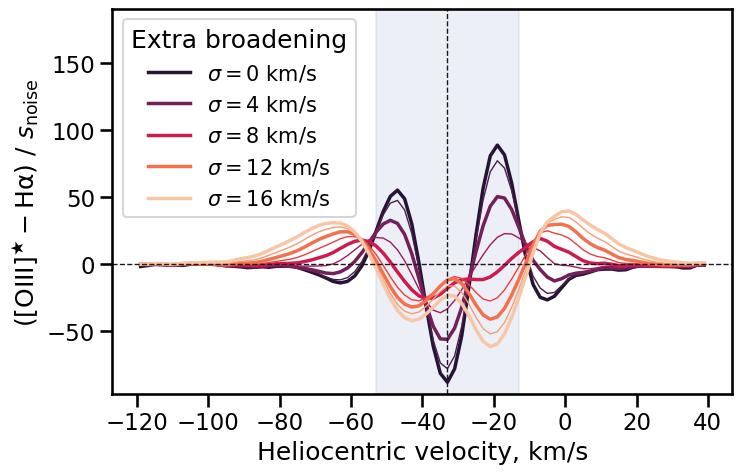 Extra broadening
σ = 0 km/s
σ = 4 km/s
σ = 8 km/s
σ = 12 km/s
σ = 16 km/s
150
100
50
0
−50
([OIII]★ − Hα) / s_noise
−120 −100 −80 −60 −40 −20 0 20 40
Heliocentric velocity, km/s